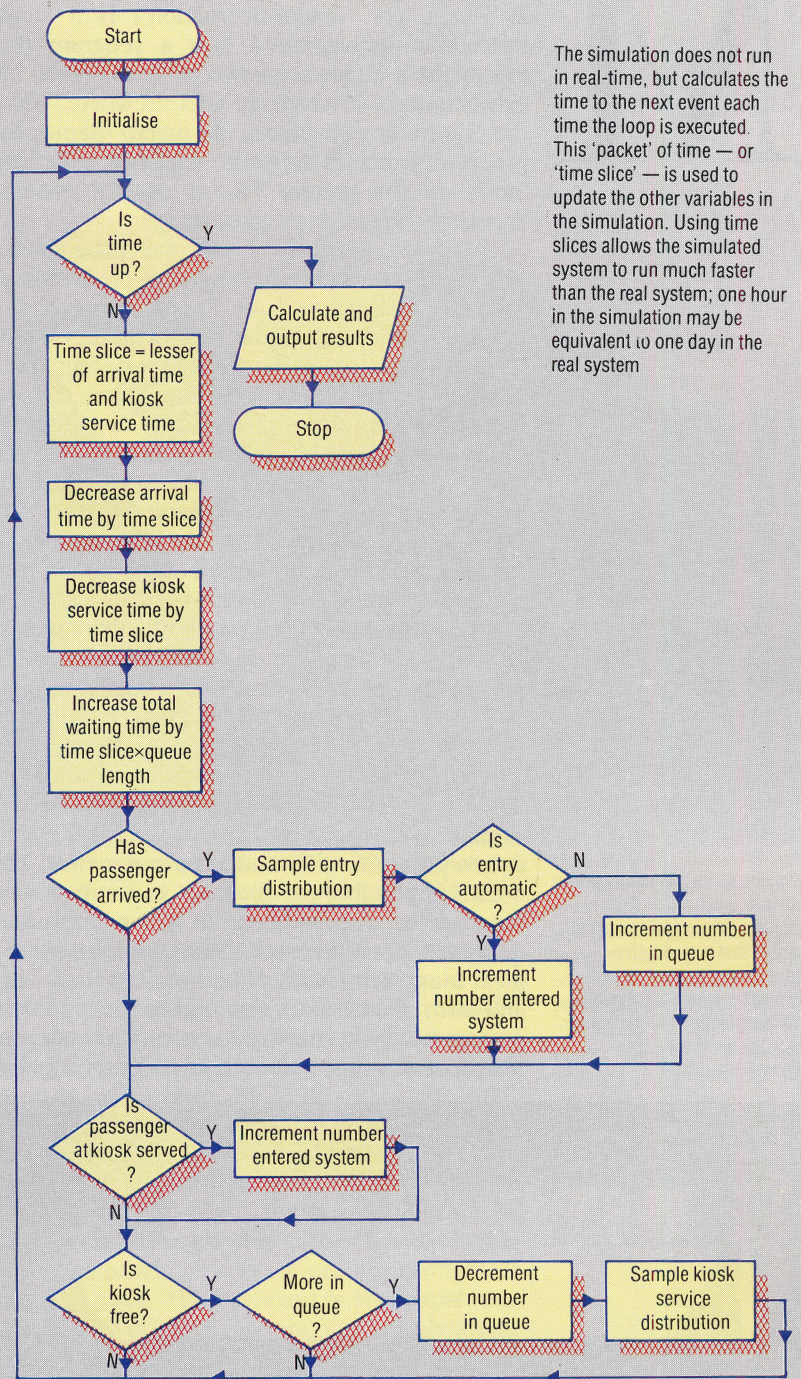 Start
Initialise
Is
time
up?
Y
N
Calculate and
output results
Stop
Time slice = lesser
of arrival time
and kiosk
service time
Decrease arrival
time by time slice
Decrease kiosk
service time by
time slice
Increase total
waiting time by
time slice×queue
length
Has
passenger
arrived?
Y
Sample entry
distribution
Is
entry
automatic
?
N
Y
Increment number
in queue
Increment
number entered
system
Is
passenger
at kiosk served
?
Y
Increment number
entered system
N
Is
kiosk
free?
Y
More in
queue
?
Y
Decrement
number
in queue
Sample kiosk
service
distribution
N
N
The simulation does not run
in real-time, but calculates the
time to the next event each
time the loop is executed.
This ‘packet’ of time — or
‘time slice’ — is used to
update the other variables in
the simulation. Using time
slices allows the simulated
system to run much faster
than the real system; one hour
in the simulation may be
equivalent to one day in the
real system